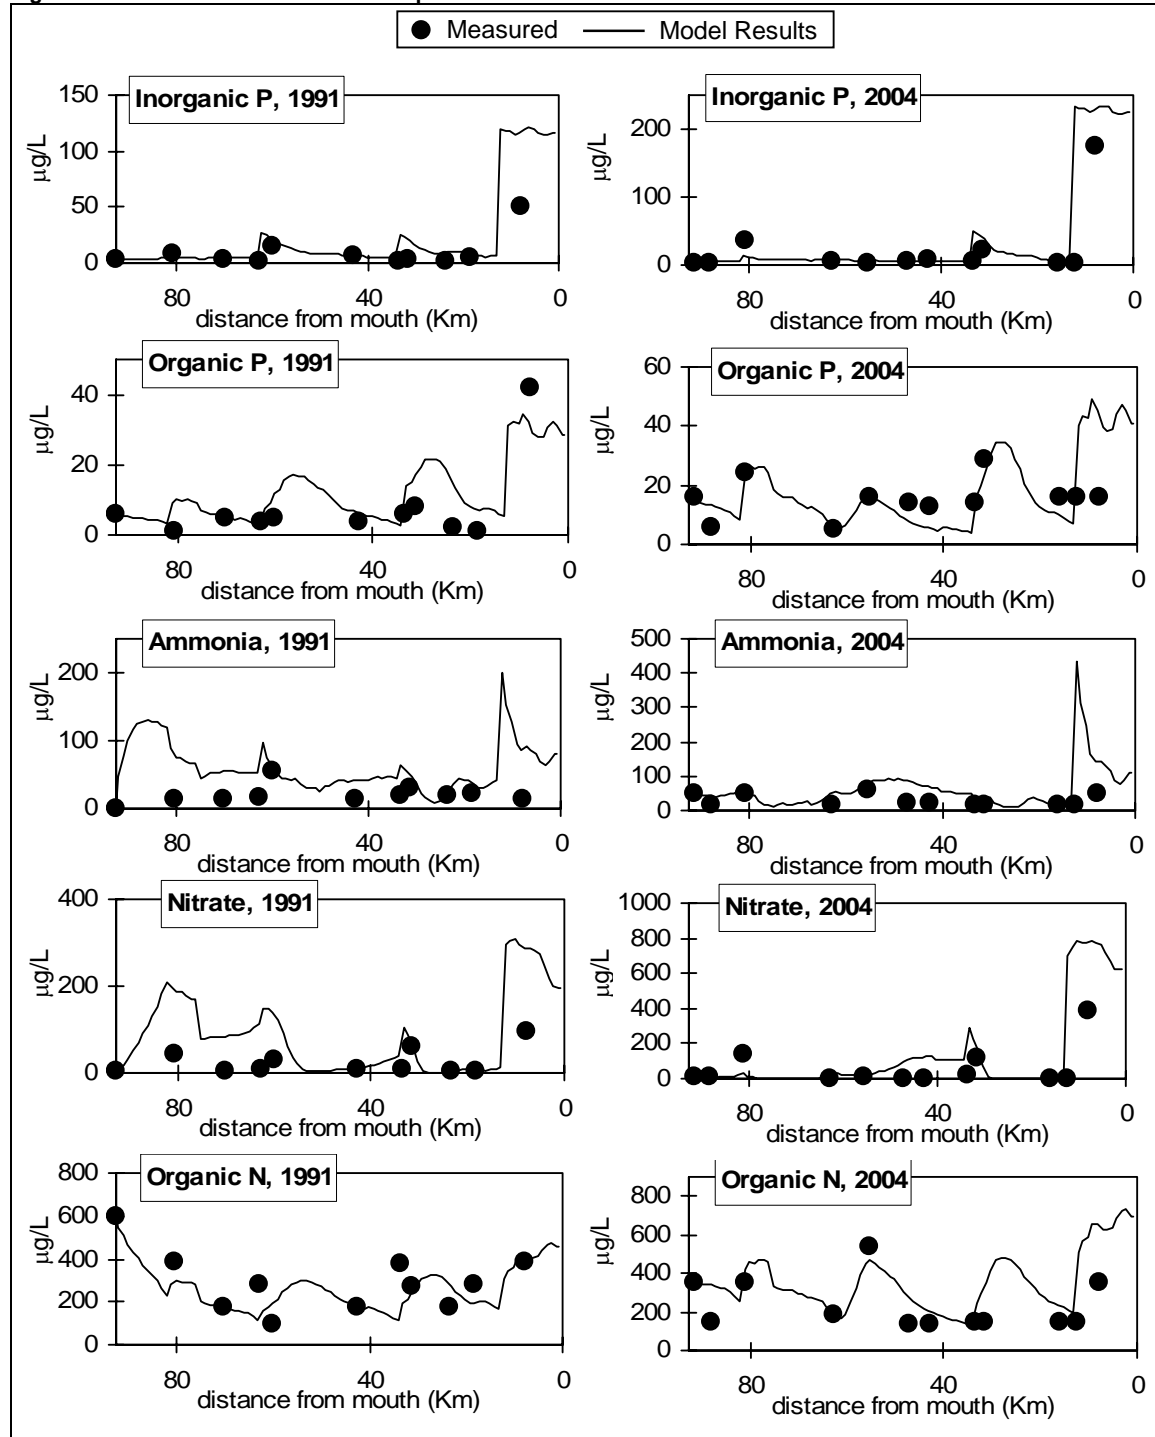 Measured Model Results
Inorganic P, 1991
150
100
50
0
µg/L
80 40 0
distance from mouth (Km)
Inorganic P, 2004
200
100
0
µg/L
80 40 0
distance from mouth (Km)
Organic P, 1991
40
20
0
µg/L
80 40 0
distance from mouth (Km)
Organic P, 2004
60
40
20
0
µg/L
80 40 0
distance from mouth (Km)
Ammonia, 1991
200
100
0
µg/L
80 40 0
distance from mouth (Km)
Ammonia, 2004
500
400
300
200
100
0
µg/L
80 40 0
distance from mouth (Km)
Nitrate, 1991
400
200
0
µg/L
80 40 0
distance from mouth (Km)
Nitrate, 2004
1000
800
600
400
200
0
µg/L
80 40 0
distance from mouth (Km)
Organic N, 1991
800
600
400
200
0
µg/L
80 40 0
distance from mouth (Km)
Organic N, 2004
800
600
400
200
0
µg/L
80 40 0
distance from mouth (Km)